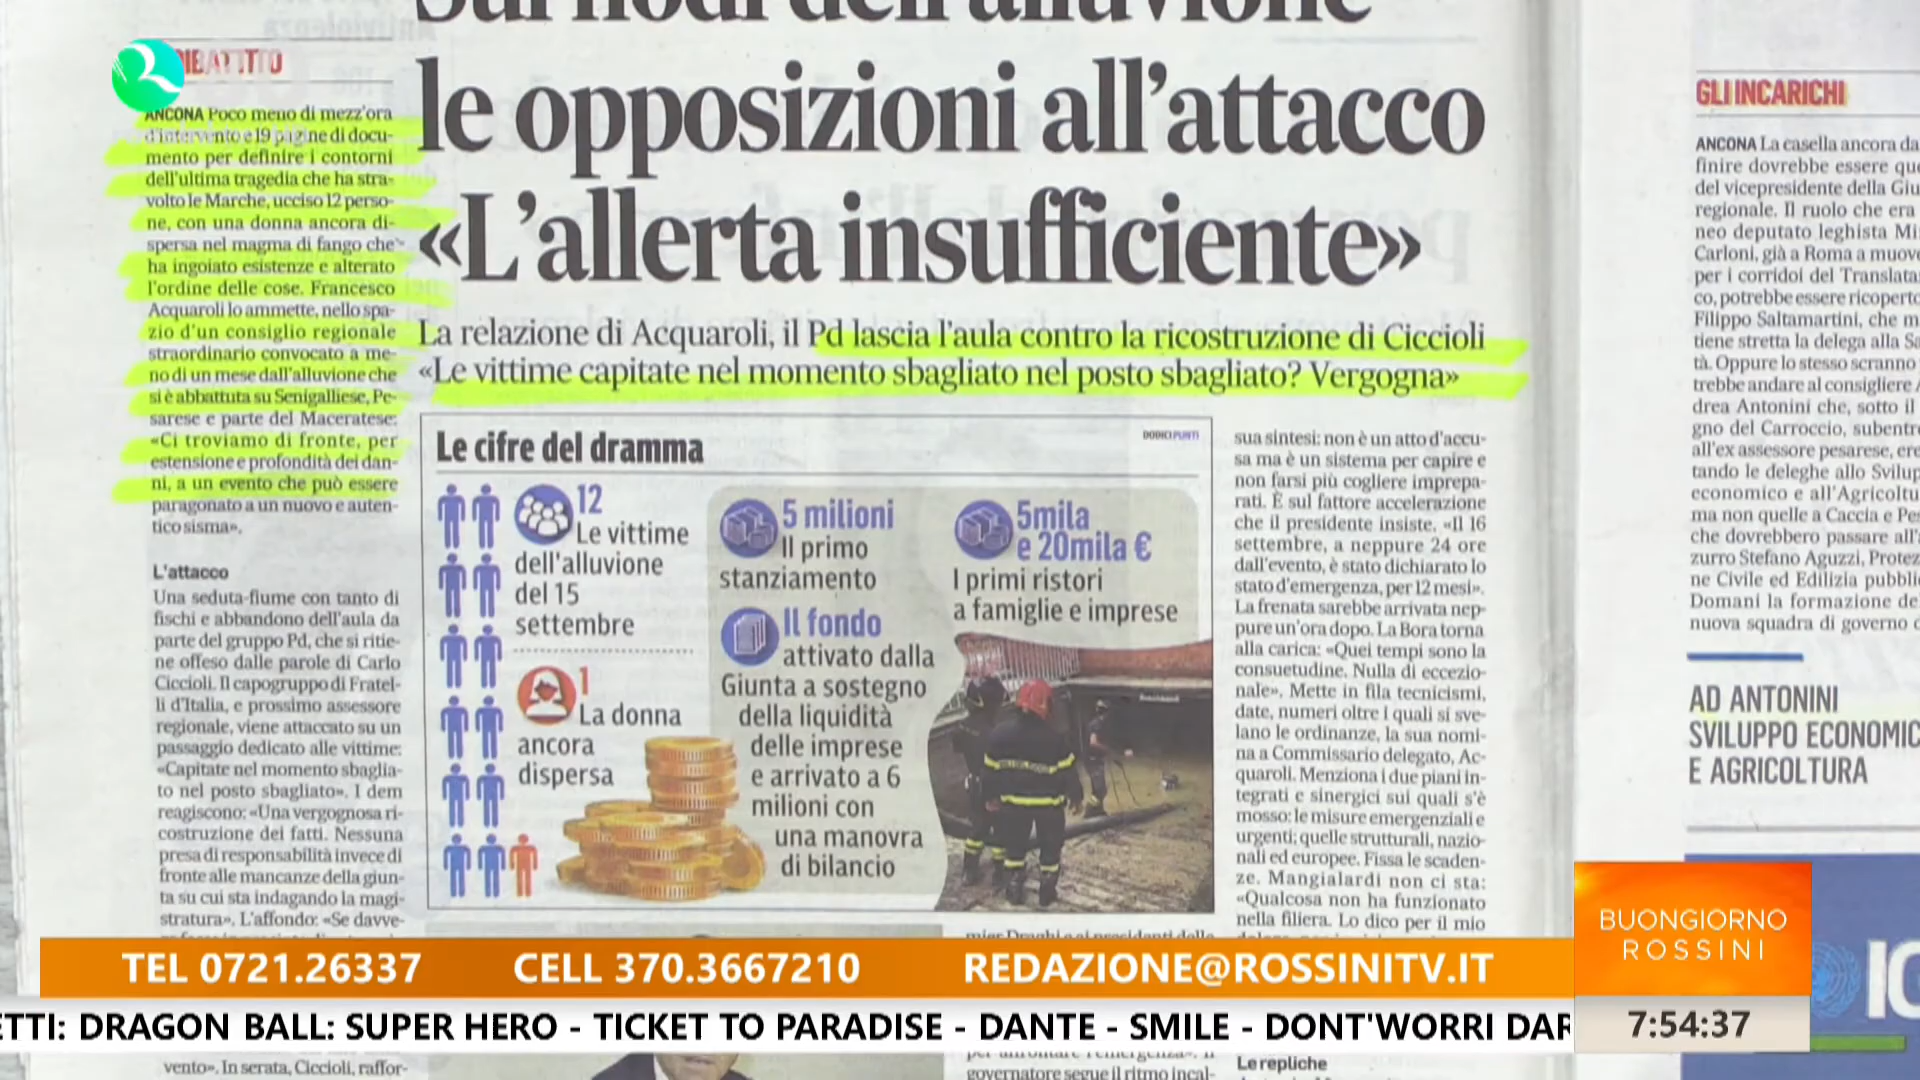 Sui nodi dell'alluvione
le opposizioni all'attacco
«L'allerta insufficiente»
La relazione di Acquaroli, il Pd lascia l'aula contro la ricostruzione di Ciccioli
«Le vittime capitate nel momento sbagliato nel posto sbagliato? Vergogna»
ANCONA Poco meno di mezz'ora
d'intervento e 19 pagine di docu-
mento per definire i contorni
dell'ultima tragedia che ha stra-
volto le Marche, ucciso 12 perso-
ne, con una donna ancora di-
spersa nel magma di fango che
ha ingoiato esistenze e alterato
l'ordine delle cose. Francesco
Acquaroli lo ammette, nello spa-
zio d'un consiglio regionale
straordinario convocato a me-
no di un mese dall'alluvione che
si è abbattuta su Senigalliese, Pe-
sarese e parte del Maceratese:
«Ci troviamo di fronte, per
estensione e profondità dei dan-
ni, a un evento che può essere
paragonato a un nuovo e auten-
tico sisma».
L'attacco
Una seduta-fiume con tanto di
fischi e abbandono dell'aula da
parte del gruppo Pd, che si ritie-
ne offeso dalle parole di Carlo
Ciccioli. Il capogruppo di Fratel-
li d'Italia, e prossimo assessore
regionale, viene attaccato su un
passaggio dedicato alle vittime:
«Capitate nel momento sbaglia-
to nel posto sbagliato». I dem
reagiscono: «Una vergognosa ri-
costruzione dei fatti. Nessuna
presa di responsabilità invece di
fronte alle mancanze della giun-
ta su cui sta indagando la magi-
stratura». L'affondo: «Se davve-
vento». In serata, Ciccioli, raffor-
Le cifre del dramma
DODICIPUNTI
12
Le vittime
dell'alluvione
del 15
settembre
1
La donna
ancora
dispersa
5 milioni
Il primo
stanziamento
Il fondo
attivato dalla
Giunta a sostegno
della liquidità
delle imprese
e arrivato a 6
milioni con
una manovra
di bilancio
5mila
e 20mila €
I primi ristori
a famiglie e imprese
sua sintesi: non è un atto d'accu-
sa ma è un sistema per capire e
non farsi più cogliere imprepa-
rati. È sul fattore accelerazione
che il presidente insiste. «Il 16
settembre, a neppure 24 ore
dall'evento, è stato dichiarato lo
stato d'emergenza, per 12 mesi».
La frenata sarebbe arrivata nep-
pure un'ora dopo. La Bora torna
alla carica: «Quei tempi sono la
consuetudine. Nulla di eccezio-
nale». Mette in fila tecnicismi,
date, numeri oltre i quali si sve-
lano le ordinanze, la sua nomi-
na a Commissario delegato, Ac-
quaroli. Menziona i due piani in-
tegrati e sinergici sui quali s'è
mosso: le misure emergenziali e
urgenti; quelle strutturali, nazio-
nali ed europee. Fissa le scaden-
ze. Mangialardi non ci sta:
«Qualcosa non ha funzionato
nella filiera. Lo dico per il mio
governatore segue il ritmo incal-
Le repliche
GLI INCARICHI
ANCONA La casella ancora da
finire dovrebbe essere que
del vicepresidente della Giu
regionale. Il ruolo che era
neo deputato leghista Mi
Carloni, già a Roma a muove
per i corridoi del Translata
co, potrebbe essere ricoperto
Filippo Saltamartini, che m
tiene stretta la delega alla Sa
tà. Oppure lo stesso scranno
trebbe andare al consigliere A
drea Antonini che, sotto il
gno del Carroccio, subentre
all'ex assessore pesarese, ere
tando le deleghe allo Svilup
economico e all'Agricoltu
ma non quelle a Caccia e Pes
che dovrebbero passare all'a
zurro Stefano Aguzzi, Protez
ne Civile ed Edilizia pubblic
Domani la formazione de
nuova squadra di governo d
AD ANTONINI
SVILUPPO ECONOMIC
E AGRICOLTURA
TEL 0721.26337 CELL 370.3667210 REDAZIONE@ROSSINITV.IT
BUONGIORNO
ROSSINI
ETTI: DRAGON BALL: SUPER HERO - TICKET TO PARADISE - DANTE - SMILE - DONT'WORRI DAR
7:54:37